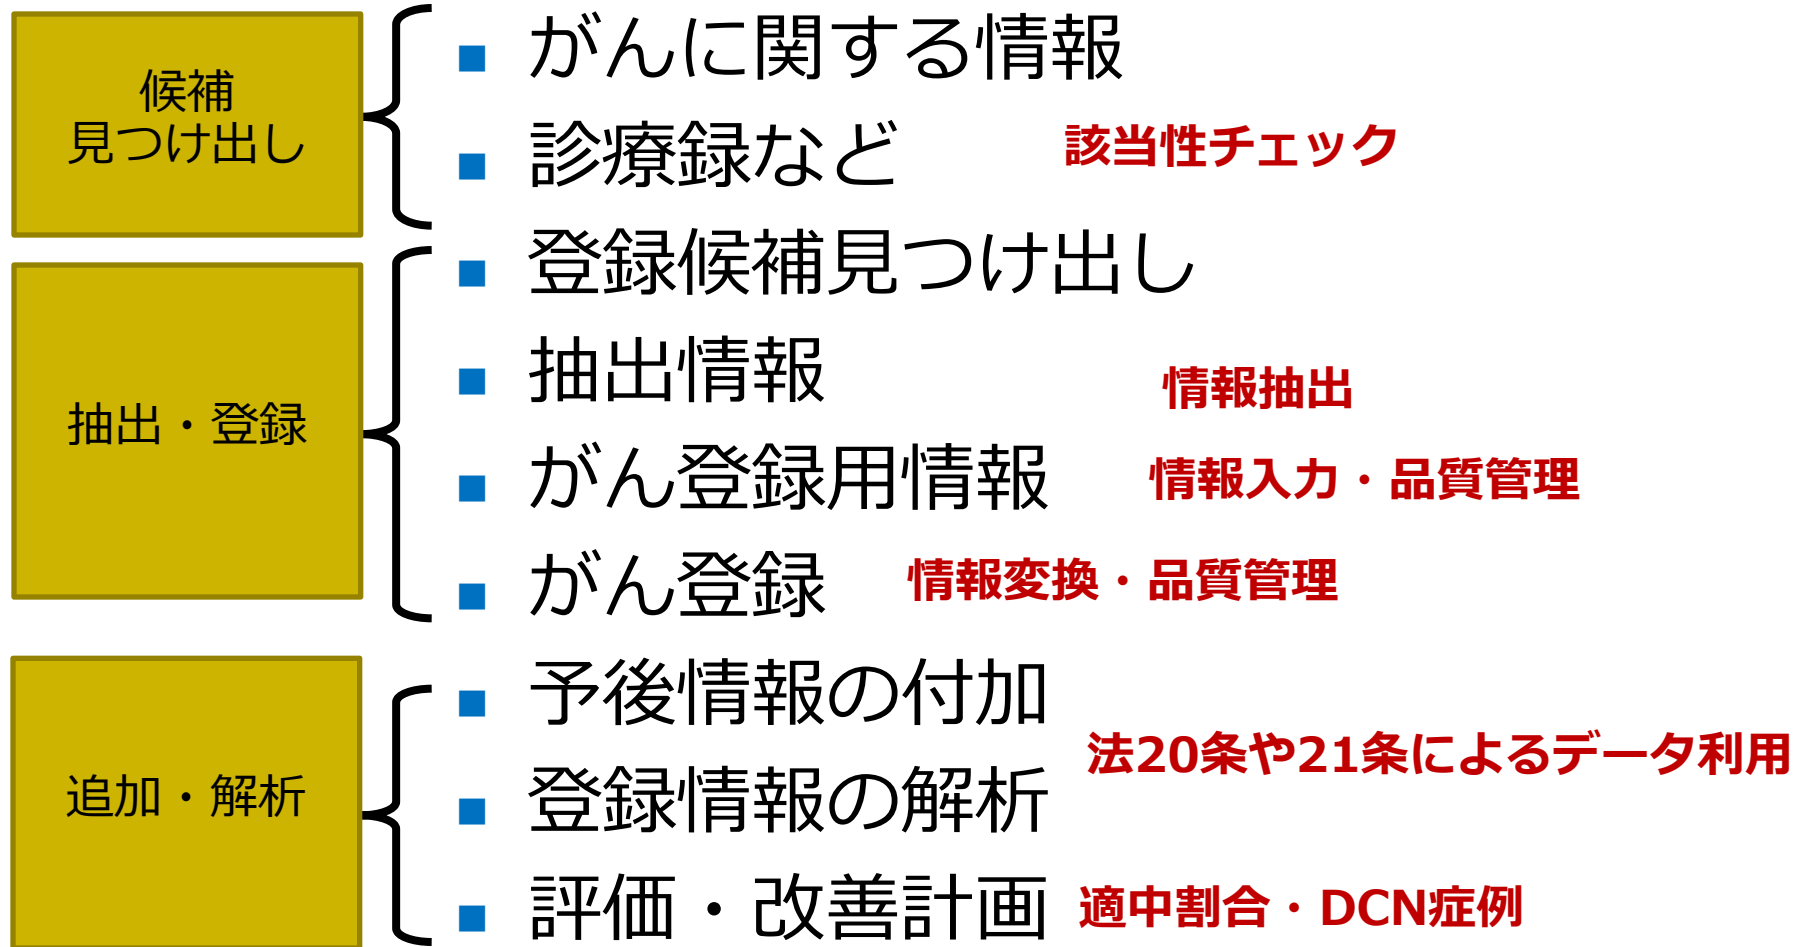 候補
見つけ出し
■ がんに関する情報
■ 診療録など
該当性チェック
抽出・登録
■ 登録候補見つけ出し
■ 抽出情報
情報抽出
■ がん登録用情報
情報入力・品質管理
■ がん登録
情報変換・品質管理
追加・解析
■ 予後情報の付加
■ 登録情報の解析
法20条や21条によるデータ利用
■ 評価・改善計画
適中割合・DCN症例